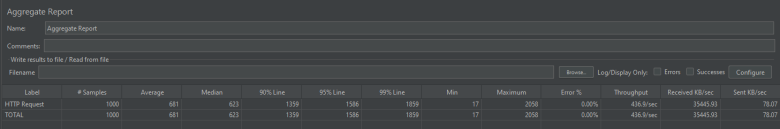 Aggregate Report
Name: Aggregate Report
Comments:
Write results to file / Read from file
Filename Browse... Log/Display Only: Errors Successes Configure
Label # Samples Average Median 90% Line 95% Line 99% Line Min Maximum Error % Throughput Received KB/sec Sent KB/sec
HTTP Request 1000 681 623 1359 1586 1859 17 2058 0.00% 436.9/sec 35445.93 78.07
TOTAL 1000 681 623 1359 1586 1859 17 2058 0.00% 436.9/sec 35445.93 78.07